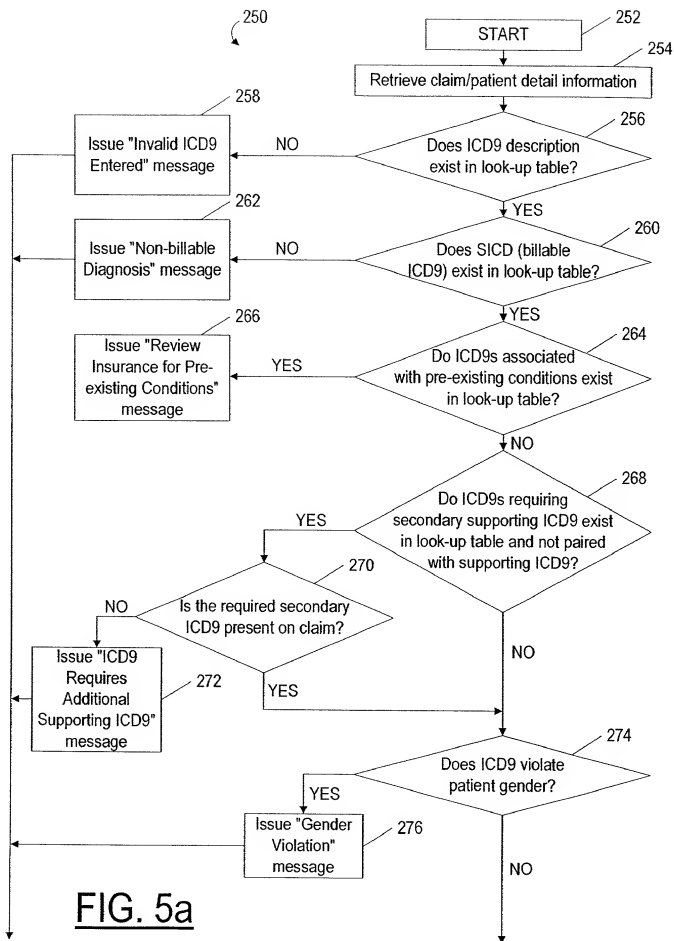 250
252
START
254
Retrieve claim/patient detail information
258
256
Issue "Invalid ICD9
Entered" message
NO
Does ICD9 description
exist in look-up table?
262
YES
260
Issue "Non-billable
Diagnosis" message
NO
Does SICD (billable
ICD9) exist in look-up table?
266
YES
264
Issue "Review
Insurance for Pre-
existing Conditions"
message
YES
Do ICD9s associated
with pre-existing conditions exist
in look-up table?
NO
268
YES
Do ICD9s requiring
secondary supporting ICD9 exist
in look-up table and not paired
with supporting ICD9?
270
NO
Is the required secondary
ICD9 present on claim?
Issue "ICD9
Requires
Additional
Supporting ICD9"
message
272
YES
NO
274
Does ICD9 violate
patient gender?
YES
Issue "Gender
Violation"
message
276
NO
FIG. 5a